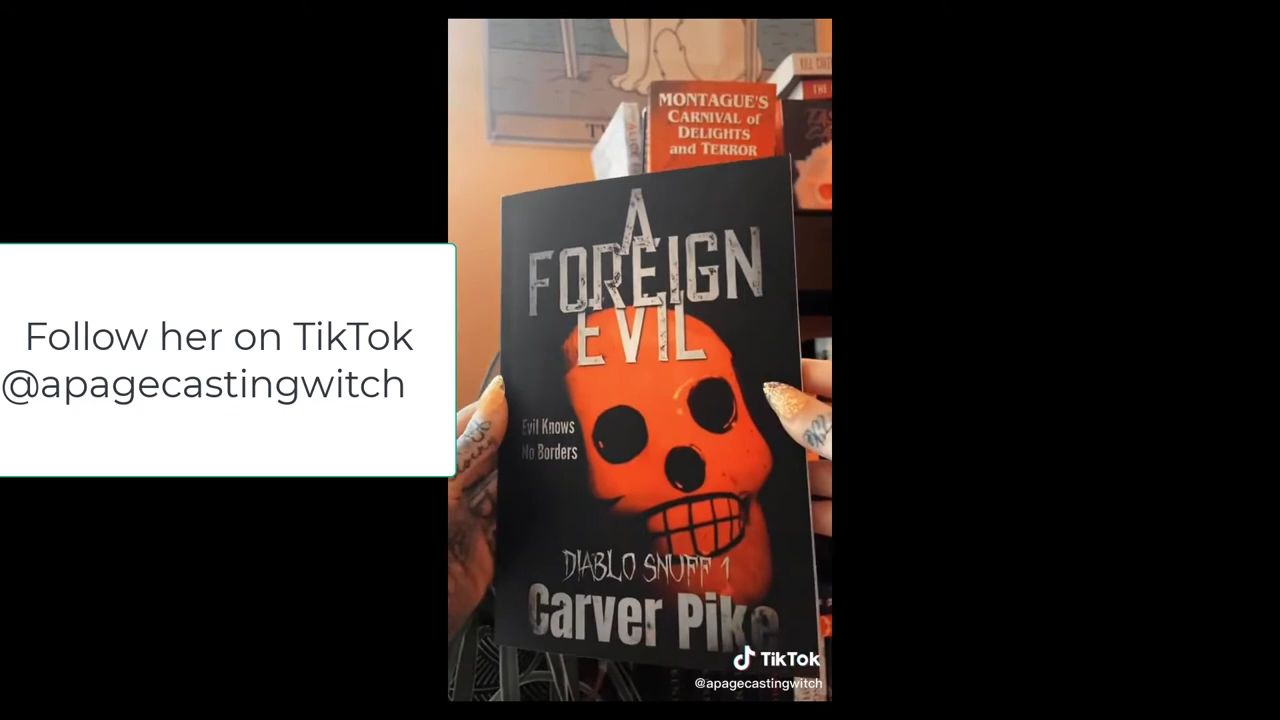 MONTAGUE'S
CARNIVAL of
DELIGHTS
and TERROR
A
FOREIGN
EVIL
Evil Knows
No Borders
DIABLO SNUFF 1
Carver Pike
Follow her on TikTok
@apagecastingwitch
TikTok
@apagecastingwitch